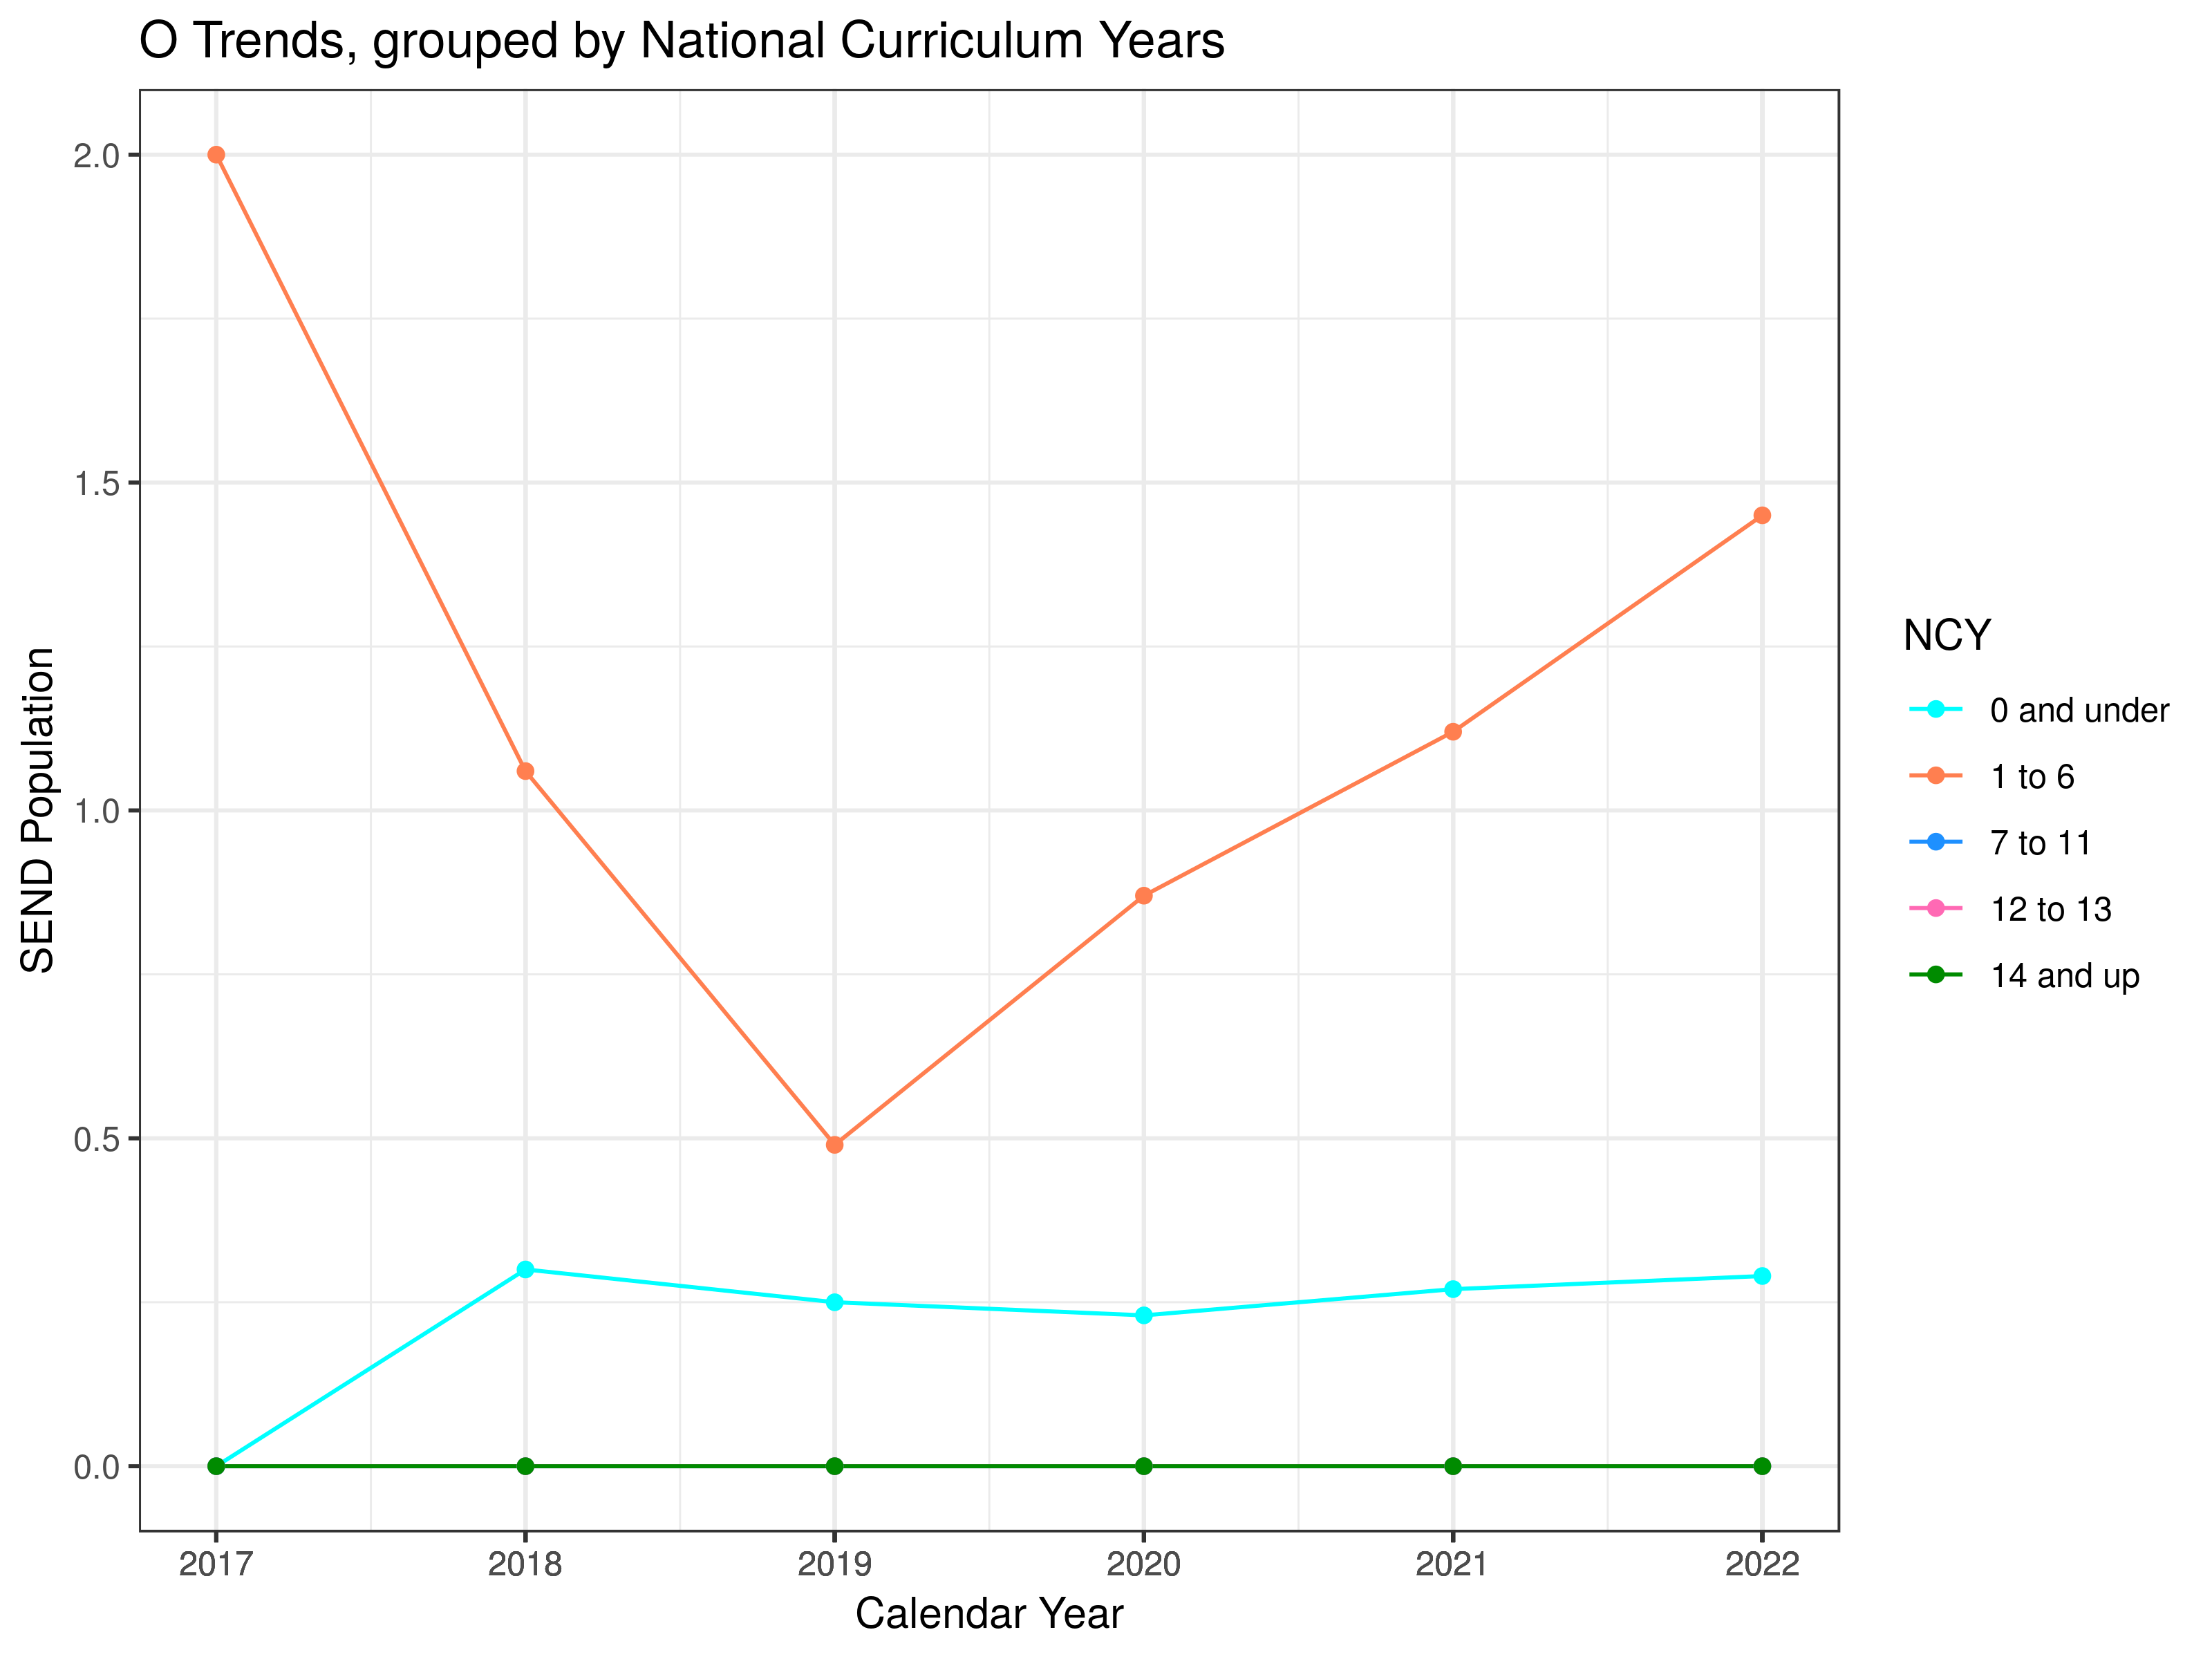 O Trends, grouped by National Curriculum Years
2.0
1.5
1.0
0.5
0.0
SEND Population
2017 2018 2019 2020 2021 2022
Calendar Year
NCY
0 and under
1 to 6
7 to 11
12 to 13
14 and up